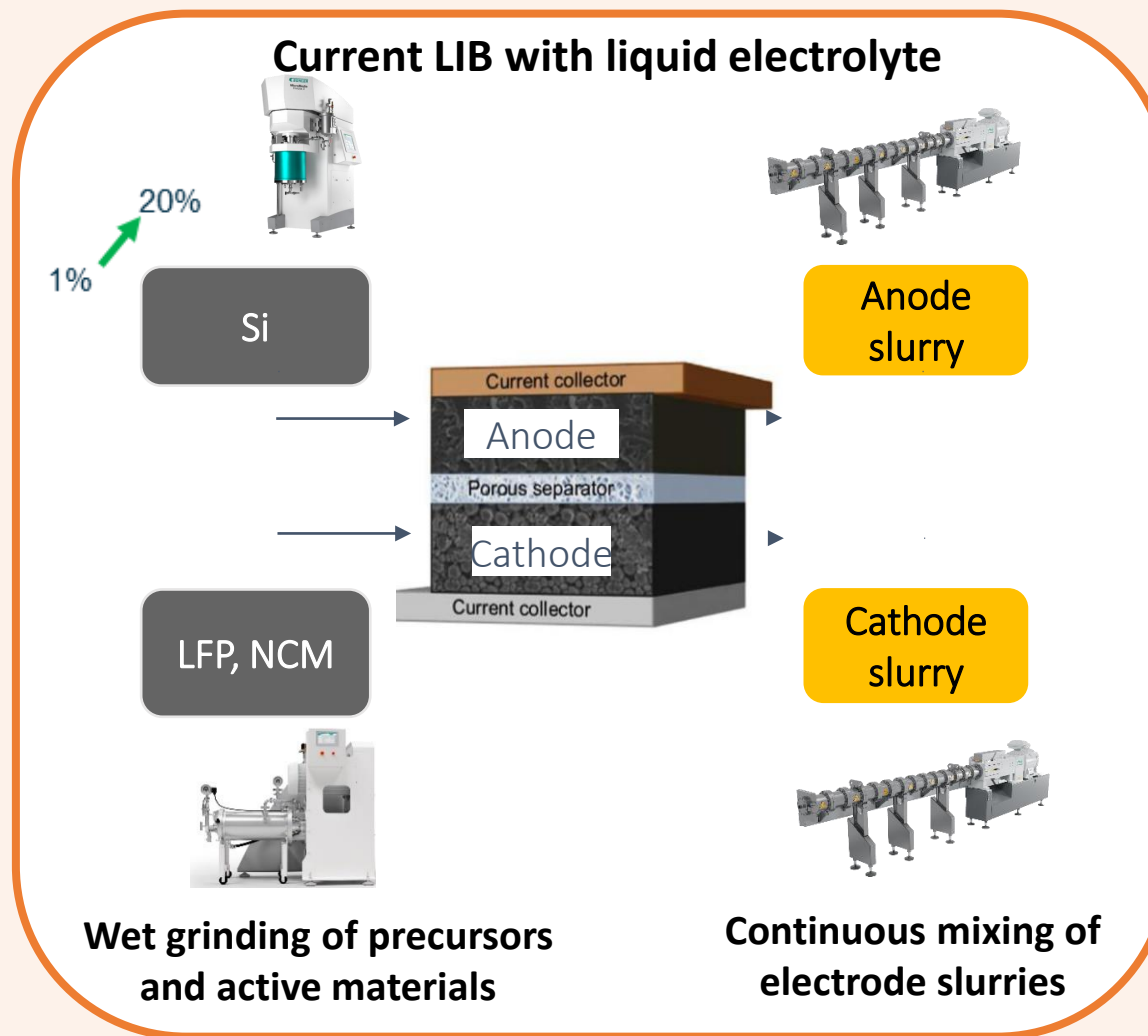 Current LIB with liquid electrolyte
20%
1%
Si
Anode
slurry
Current collector
Anode
Porous separator
Cathode
Current collector
LFP, NCM
Cathode
slurry
Wet grinding of precursors
and active materials
Continuous mixing of
electrode slurries